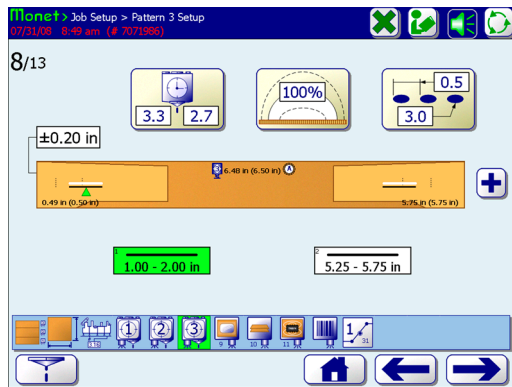 Monet> Job Setup > Pattern 3 Setup
07/31/08 8:49 am (# 7071986)
8/13
3.3 2.7
100%
0.5
3.0
±0.20 in
3 6.48 in (6.50 in) A
0.49 in (0.50 in)
5.75 in (5.75 in)
1
1.00 - 2.00 in
2
5.25 - 5.75 in
1 2 3 9 10 11 1/2 31